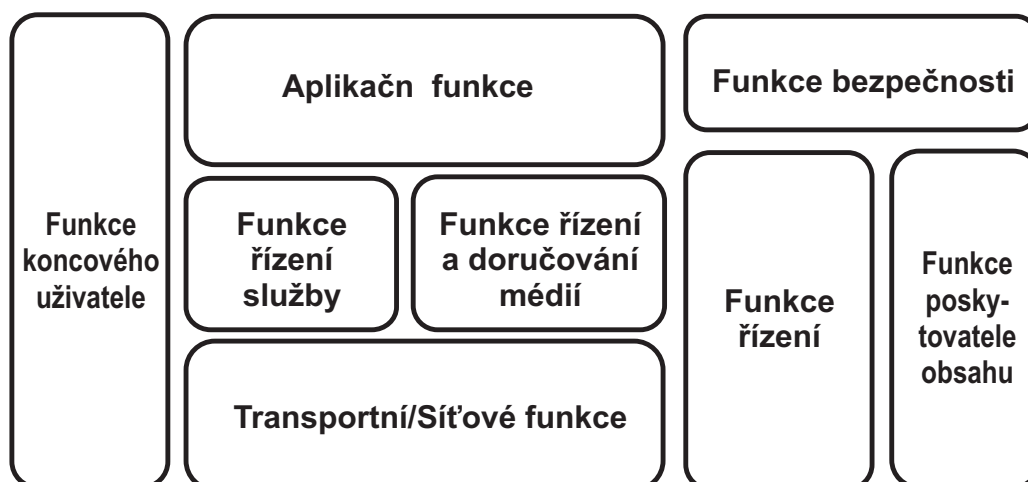 Funkce
koncového
uživatele
Aplikačn funkce
Funkce
řízení
služby
Funkce řízení
a doručování
médií
Transportní/Síťové funkce
Funkce bezpečnosti
Funkce
řízení
Funkce
posky-
tovatele
obsahu